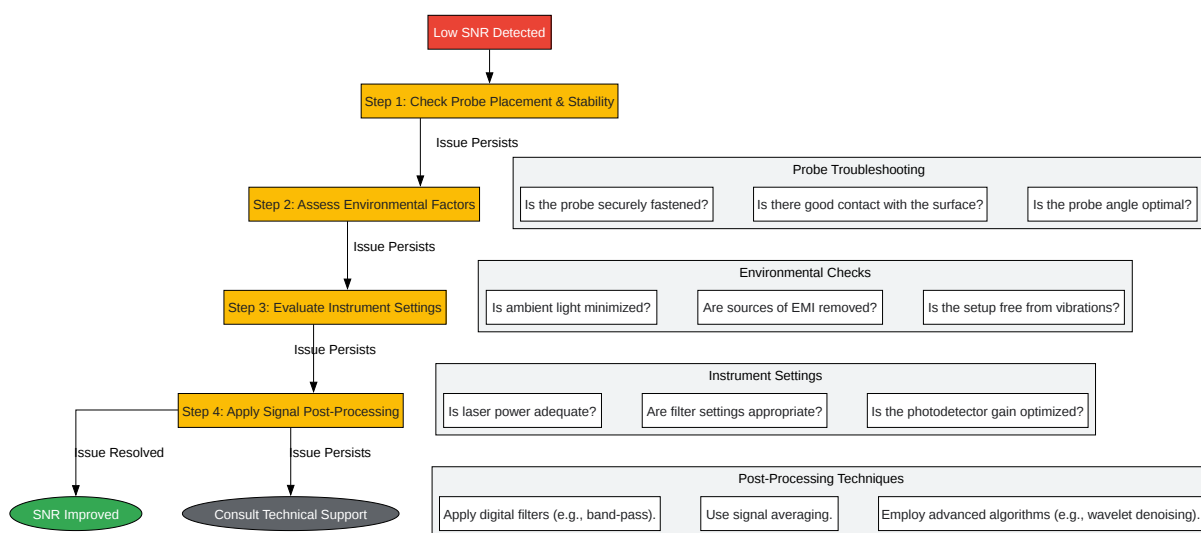 Low SNR Detected
Step 1: Check Probe Placement & Stability
Issue Persists
Probe Troubleshooting
Step 2: Assess Environmental Factors
Is the probe securely fastened?
Is there good contact with the surface?
Is the probe angle optimal?
Issue Persists
Environmental Checks
Step 3: Evaluate Instrument Settings
Is ambient light minimized?
Are sources of EMI removed?
Is the setup free from vibrations?
Issue Persists
Instrument Settings
Step 4: Apply Signal Post-Processing
Is laser power adequate?
Are filter settings appropriate?
Is the photodetector gain optimized?
Issue Resolved
Issue Persists
Post-Processing Techniques
SNR Improved
Consult Technical Support
Apply digital filters (e.g., band-pass).
Use signal averaging.
Employ advanced algorithms (e.g., wavelet denoising).